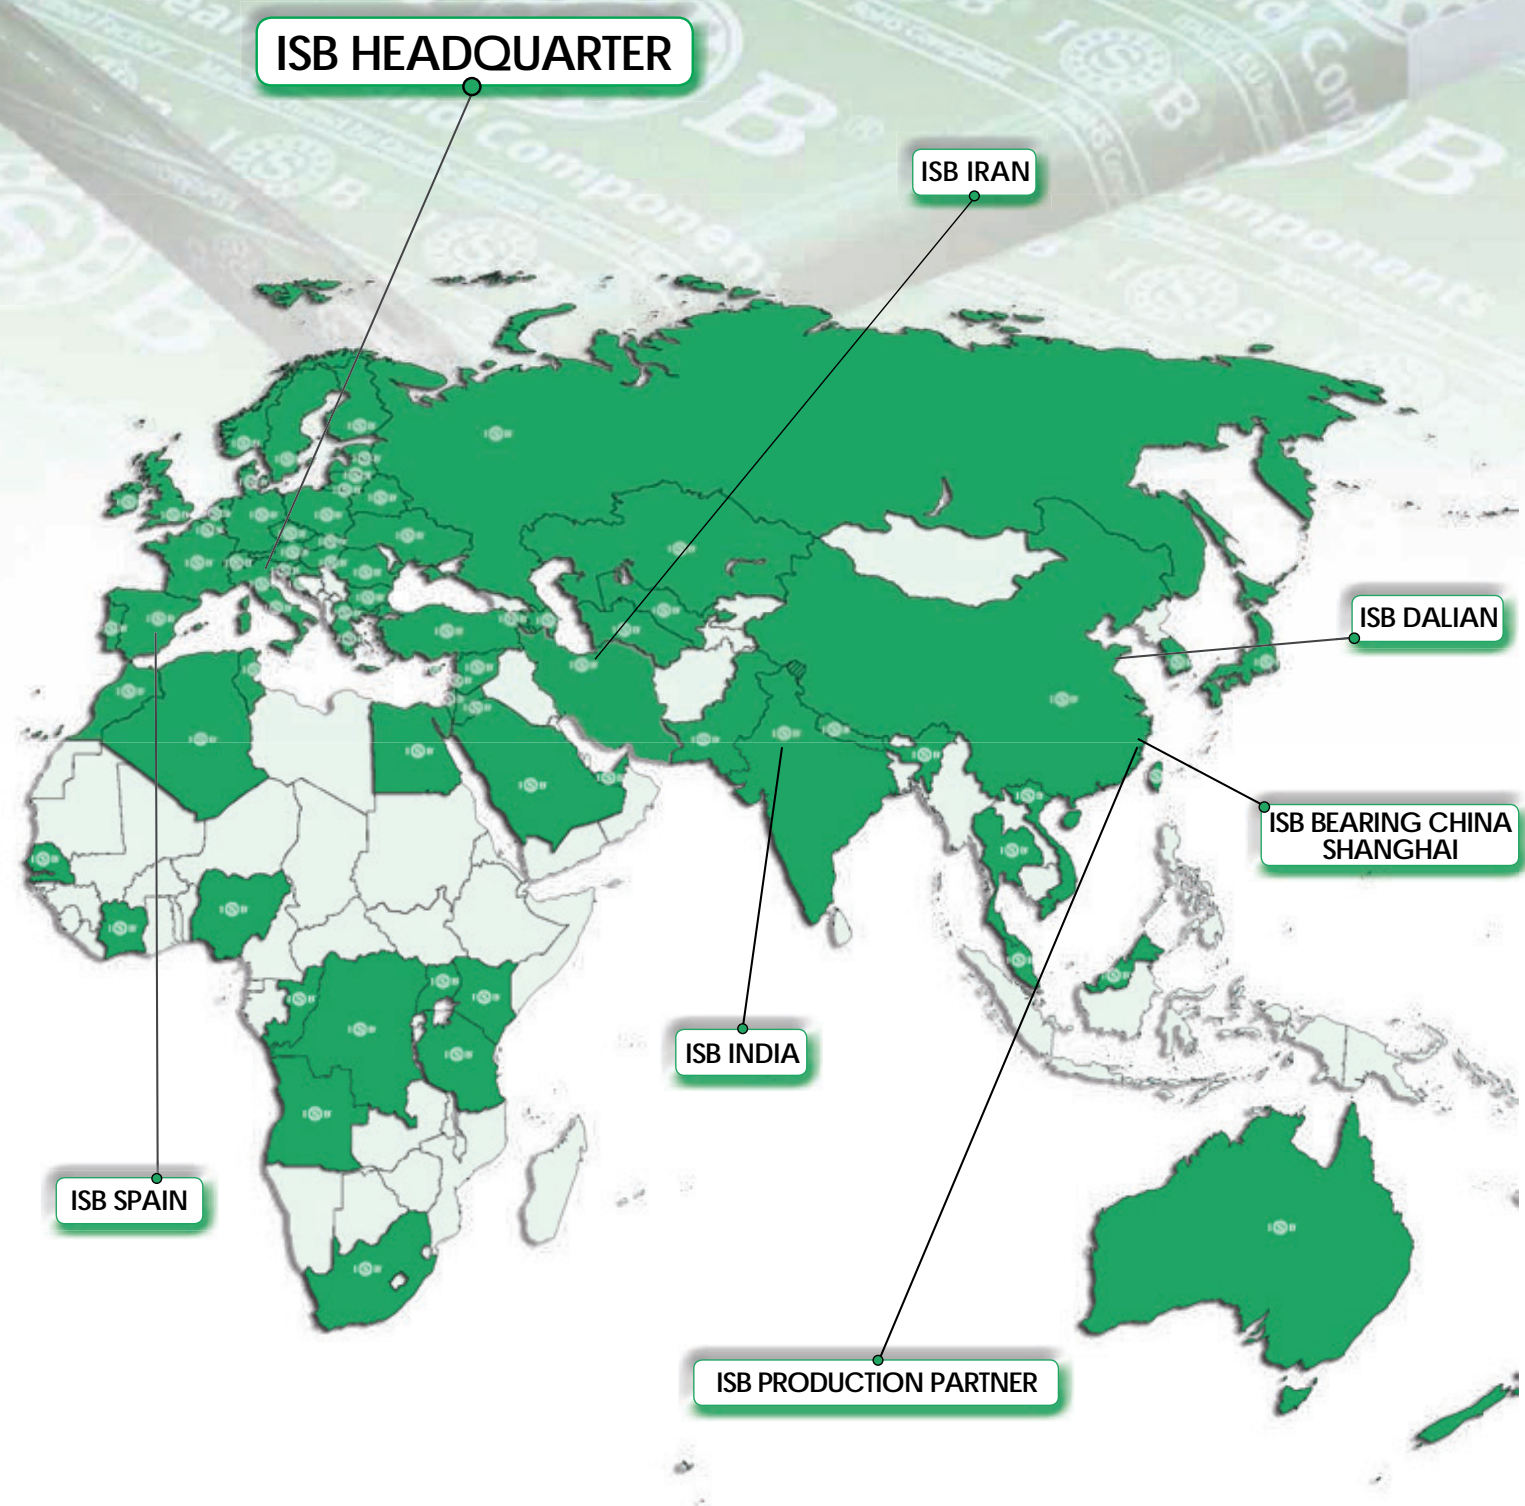 ISB HEADQUARTER
ISB IRAN
ISB DALIAN
ISB BEARING CHINA
SHANGHAI
ISB INDIA
ISB SPAIN
ISB PRODUCTION PARTNER